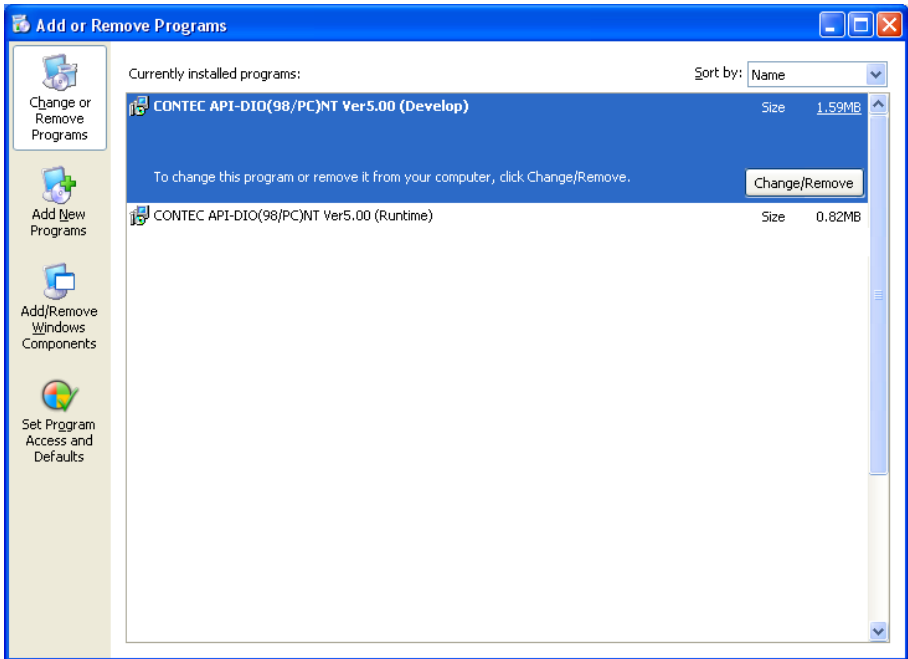 Add or Remove Programs
Change or
Remove
Programs
Add New
Programs
Add/Remove
Windows
Components
Set Program
Access and
Defaults
Currently installed programs:
Sort by: Name
CONTEC API-DIO(98/PC)NT Ver5.00 (Develop) Size 1.59MB
To change this program or remove it from your computer, click Change/Remove. Change/Remove
CONTEC API-DIO(98/PC)NT Ver5.00 (Runtime) Size 0.82MB